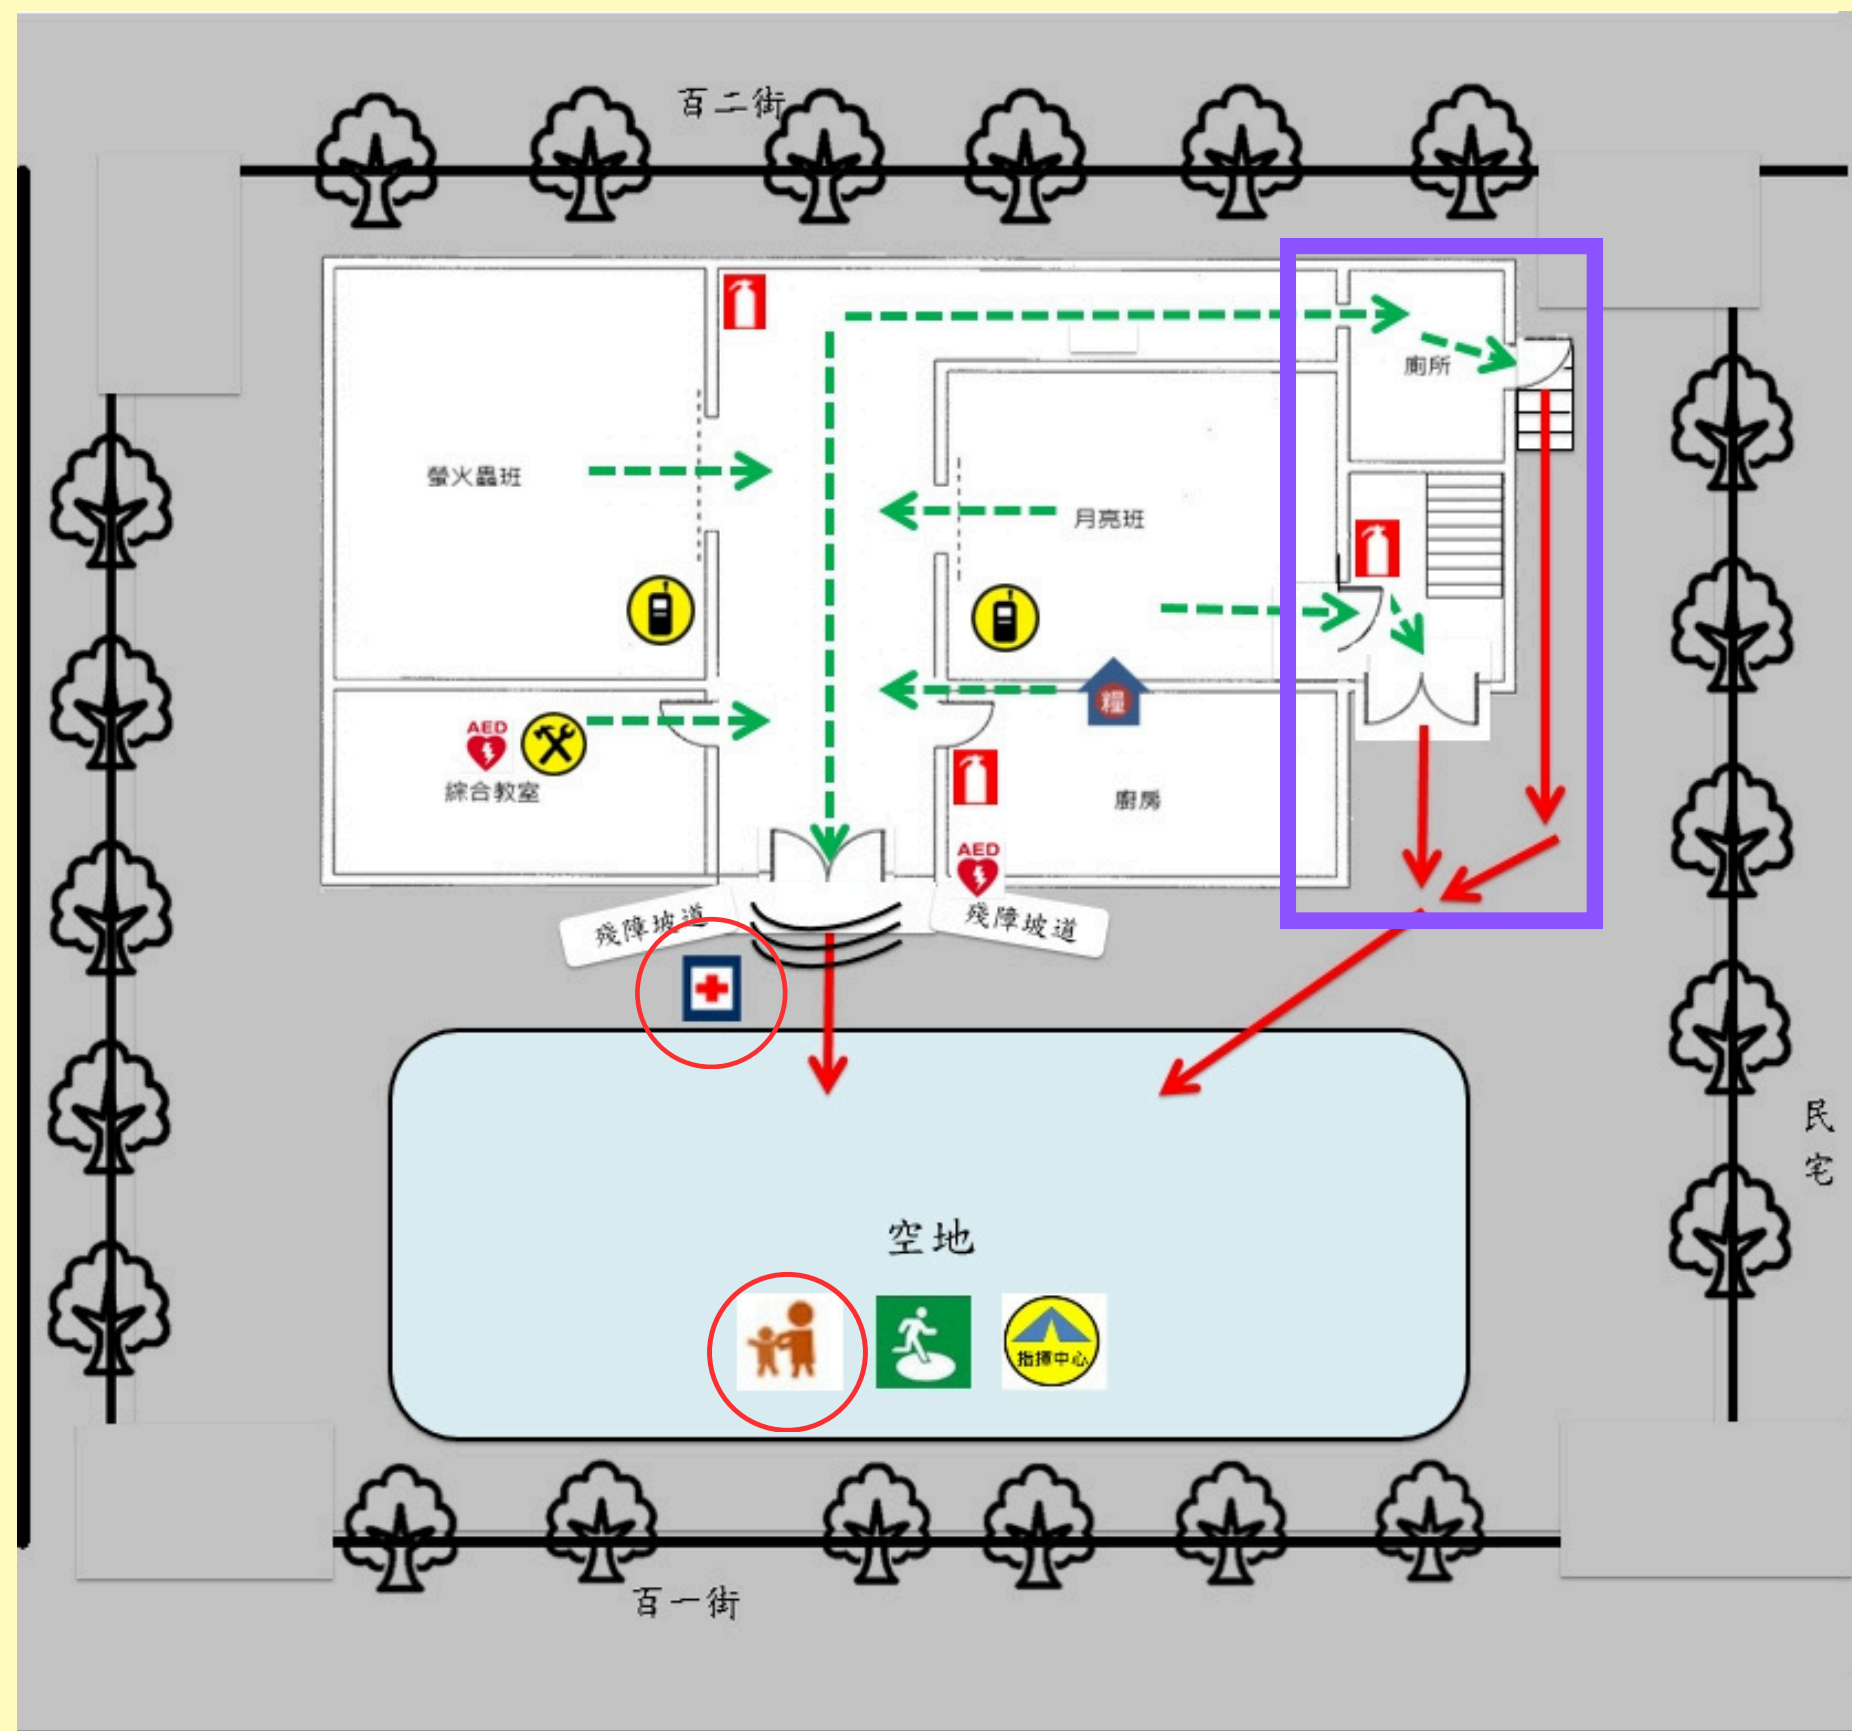 百二街
廁所
螢火蟲班
月亮班
糧
AED
綜合教室
廚房
AED
殘障坡道
殘障坡道
民宅
空地
指揮中心
百一街